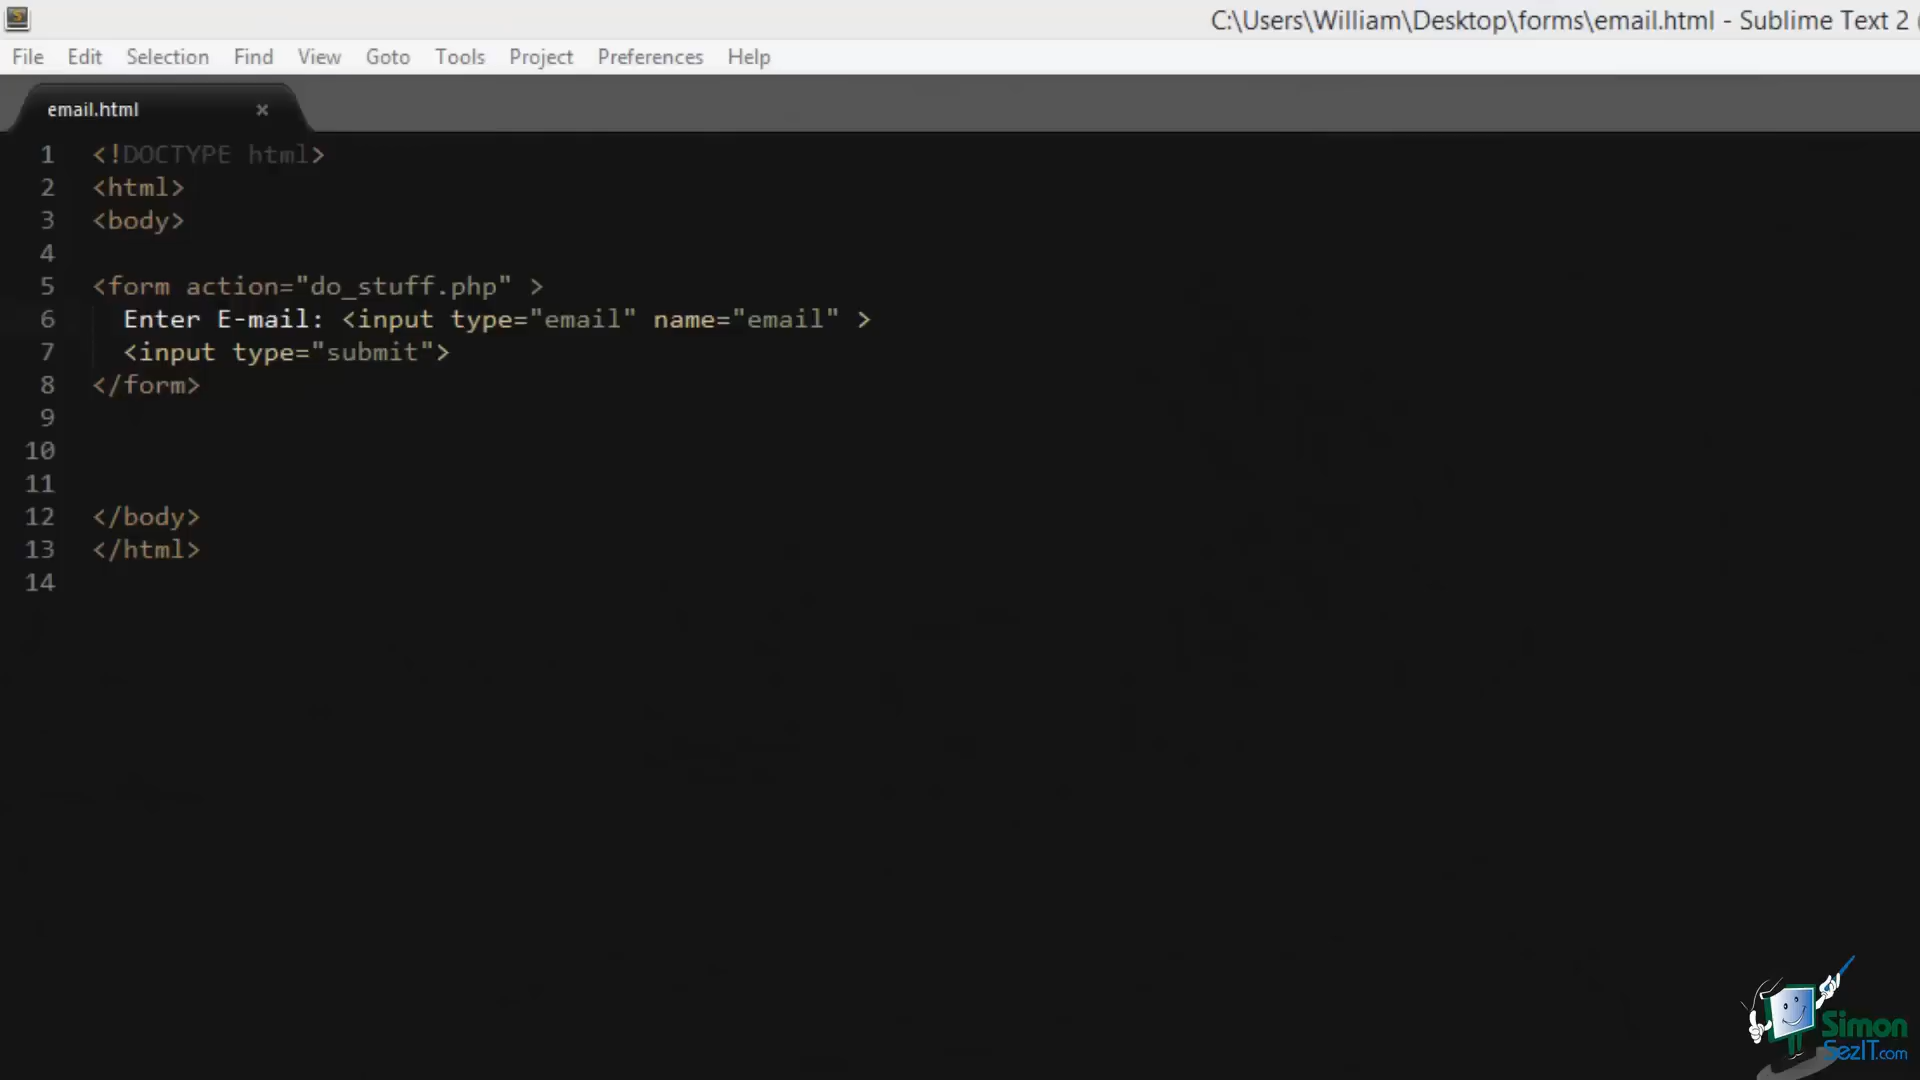 C:\Users\William\Desktop\forms\email.html - Sublime Text 2
File Edit Selection Find View Goto Tools Project Preferences Help
email.html ×
1 <!DOCTYPE html>
2 <html>
3 <body>
4
5 <form action="do_stuff.php" >
6 Enter E-mail: <input type="email" name="email" >
7 <input type="submit">
8 </form>
9
10
11
12 </body>
13 </html>
14
Simon
SezIT.com